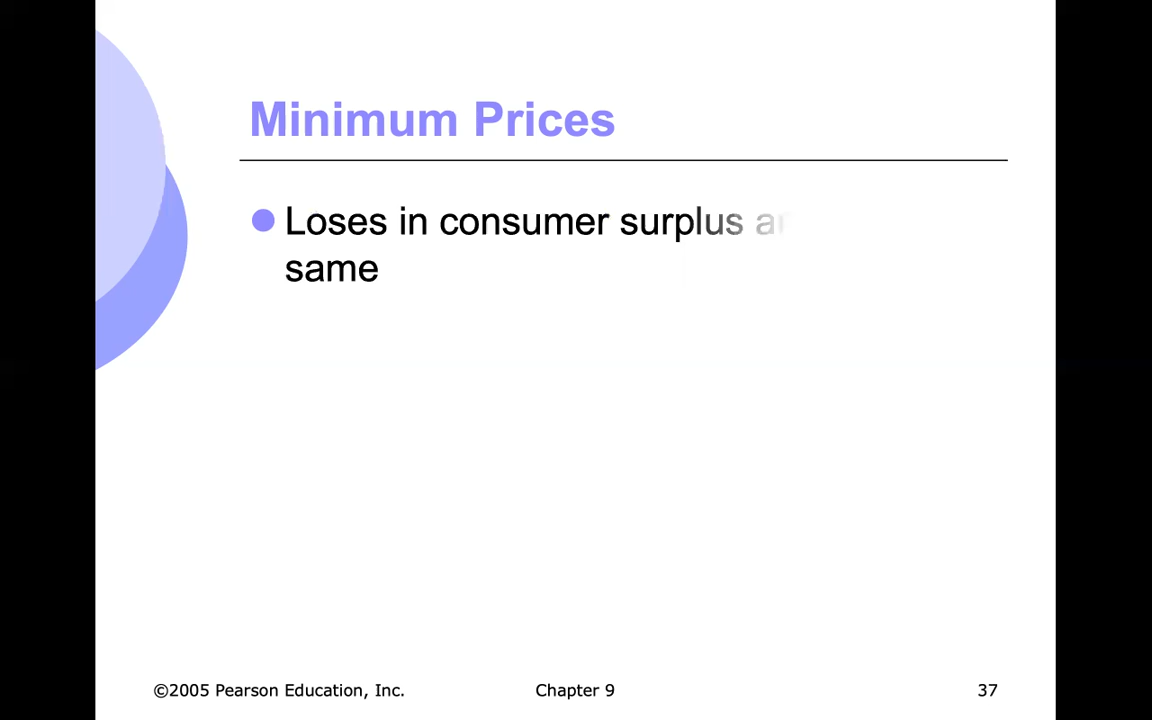 Minimum Prices
Loses in consumer surplus
same
©2005 Pearson Education, Inc.
Chapter 9
37